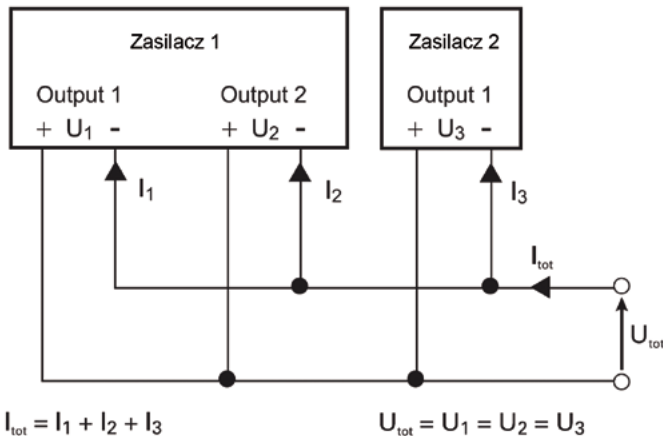 Zasilacz 1
Zasilacz 2
Output 1
Output 2
Output 1
+ U₁ -
+ U₂ -
+ U₃ -
I₁
I₂
I₃
Iₜₒₜ
Uₜₒₜ
Iₜₒₜ = I₁ + I₂ + I₃
Uₜₒₜ = U₁ = U₂ = U₃